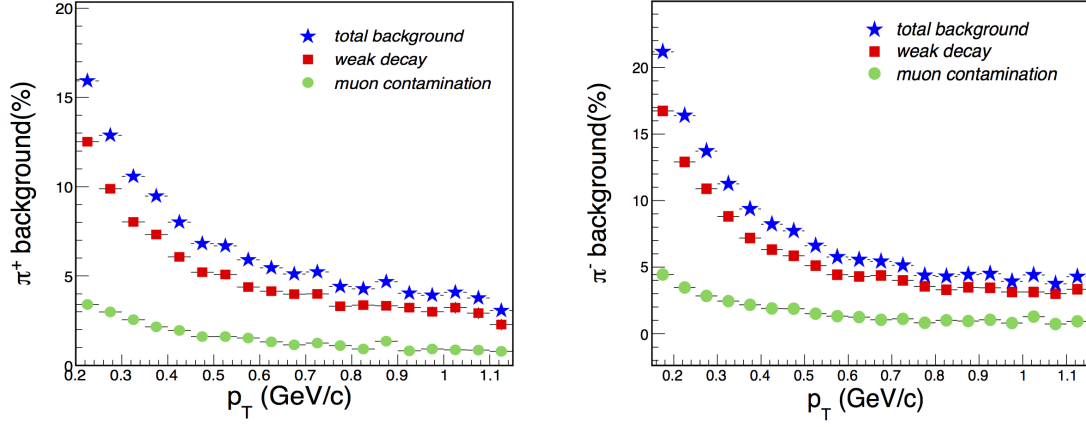 20
15
10
5
0
π+ background(%)
total background
weak decay
muon contamination
0.2 0.3 0.4 0.5 0.6 0.7 0.8 0.9 1 1.1
pT (GeV/c)
20
15
10
5
0
π- background(%)
total background
weak decay
muon contamination
0.2 0.3 0.4 0.5 0.6 0.7 0.8 0.9 1 1.1
pT (GeV/c)